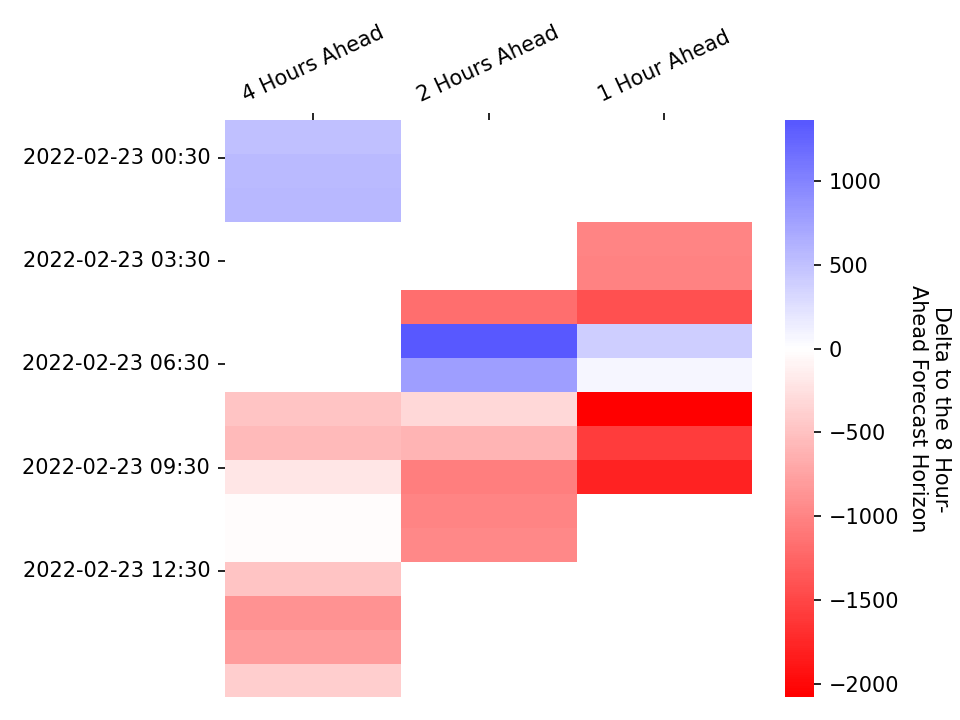 4 Hours Ahead
2 Hours Ahead
1 Hour Ahead
2022-02-23 00:30
2022-02-23 03:30
2022-02-23 06:30
2022-02-23 09:30
2022-02-23 12:30
1000
500
0
−500
−1000
−1500
−2000
Delta to the 8 Hour-
Ahead Forecast Horizon